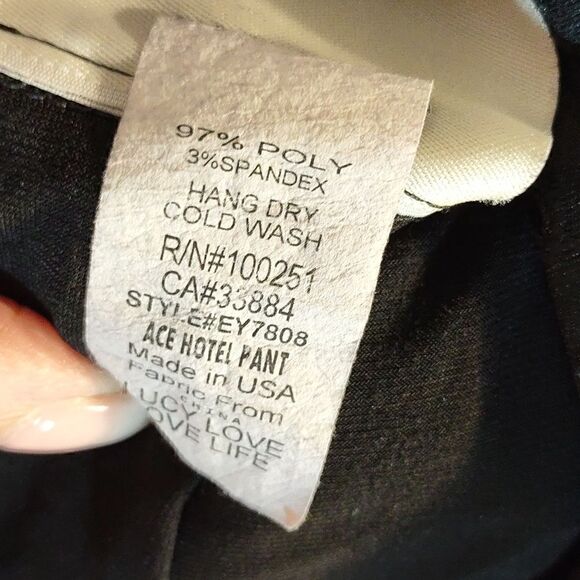 97% POLY
3%SPANDEX
HANG DRY
COLD WASH
R/N#100251
CA#33884
STYLE#EY7808
ACE HOTEL PANT
Made in USA
Fabric From
CHINA
LUCY LOVE
LOVE LIFE